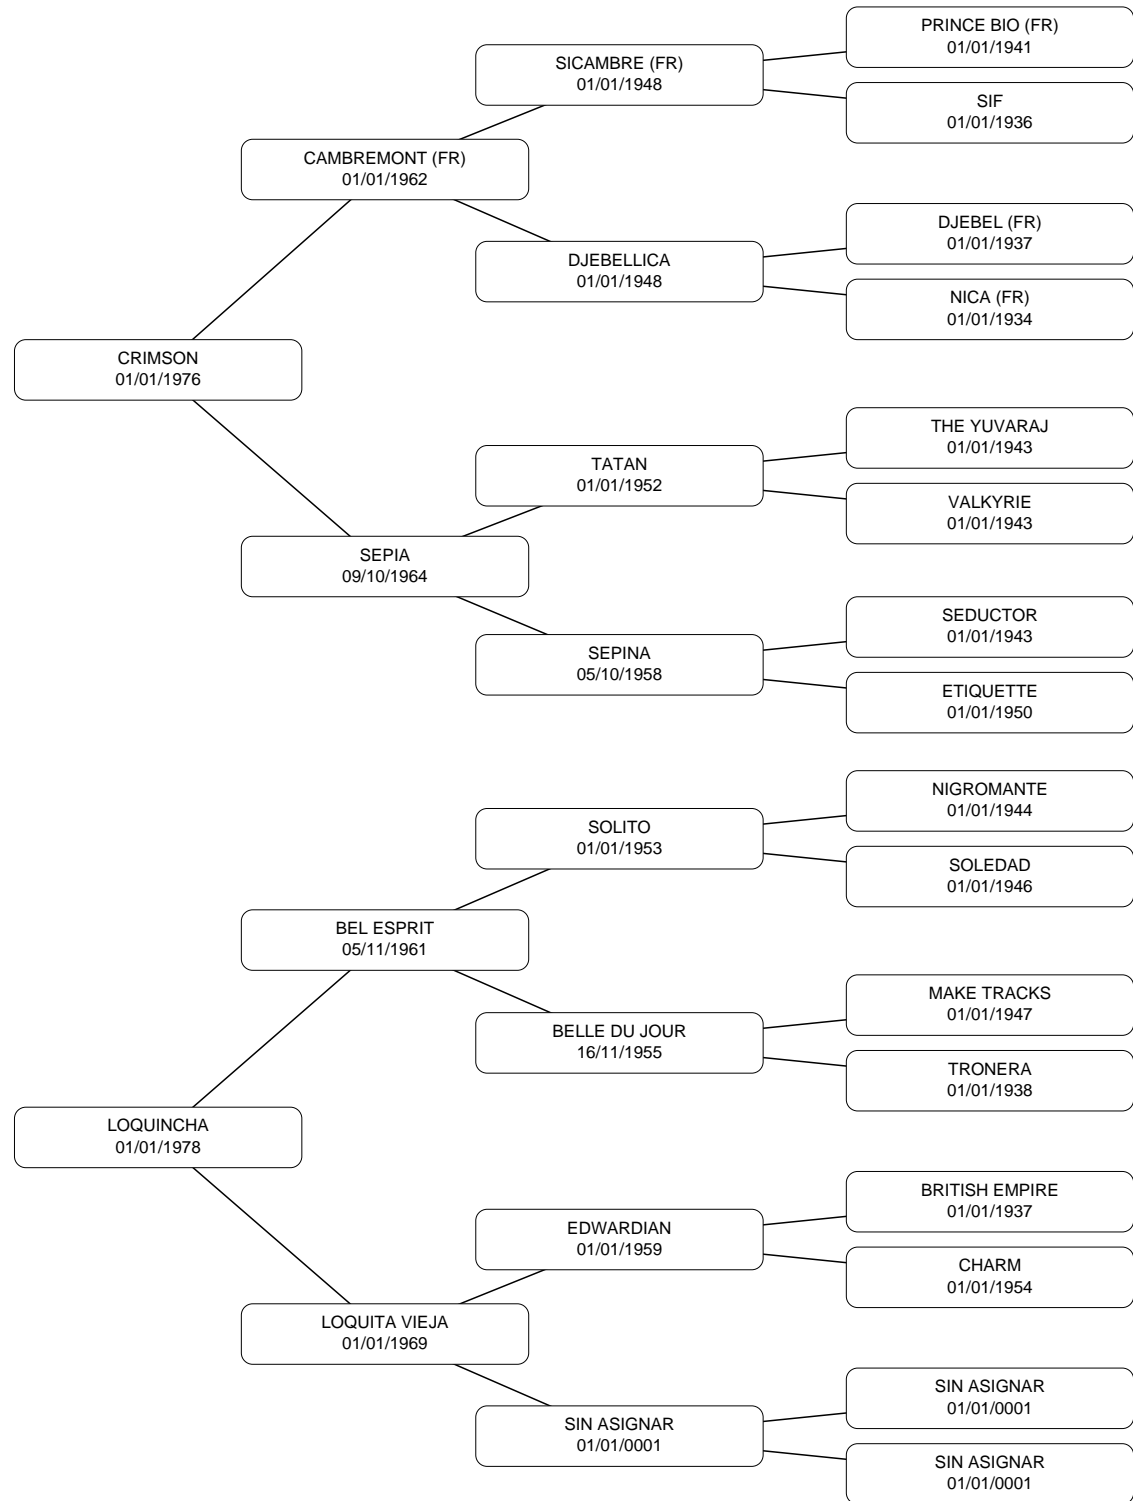 PRINCE BIO (FR)
01/01/1941
SICAMBRE (FR)
01/01/1948
SIF
01/01/1936
CAMBREMONT (FR)
01/01/1962
DJEBEL (FR)
01/01/1937
DJEBELLICA
01/01/1948
NICA (FR)
01/01/1934
CRIMSON
01/01/1976
THE YUVARAJ
01/01/1943
TATAN
01/01/1952
VALKYRIE
01/01/1943
SEPIA
09/10/1964
SEDUCTOR
01/01/1943
SEPINA
05/10/1958
ETIQUETTE
01/01/1950
NIGROMANTE
01/01/1944
SOLITO
01/01/1953
SOLEDAD
01/01/1946
BEL ESPRIT
05/11/1961
MAKE TRACKS
01/01/1947
BELLE DU JOUR
16/11/1955
TRONERA
01/01/1938
LOQUINCHA
01/01/1978
BRITISH EMPIRE
01/01/1937
EDWARDIAN
01/01/1959
CHARM
01/01/1954
LOQUITA VIEJA
01/01/1969
SIN ASIGNAR
01/01/0001
SIN ASIGNAR
01/01/0001
SIN ASIGNAR
01/01/0001